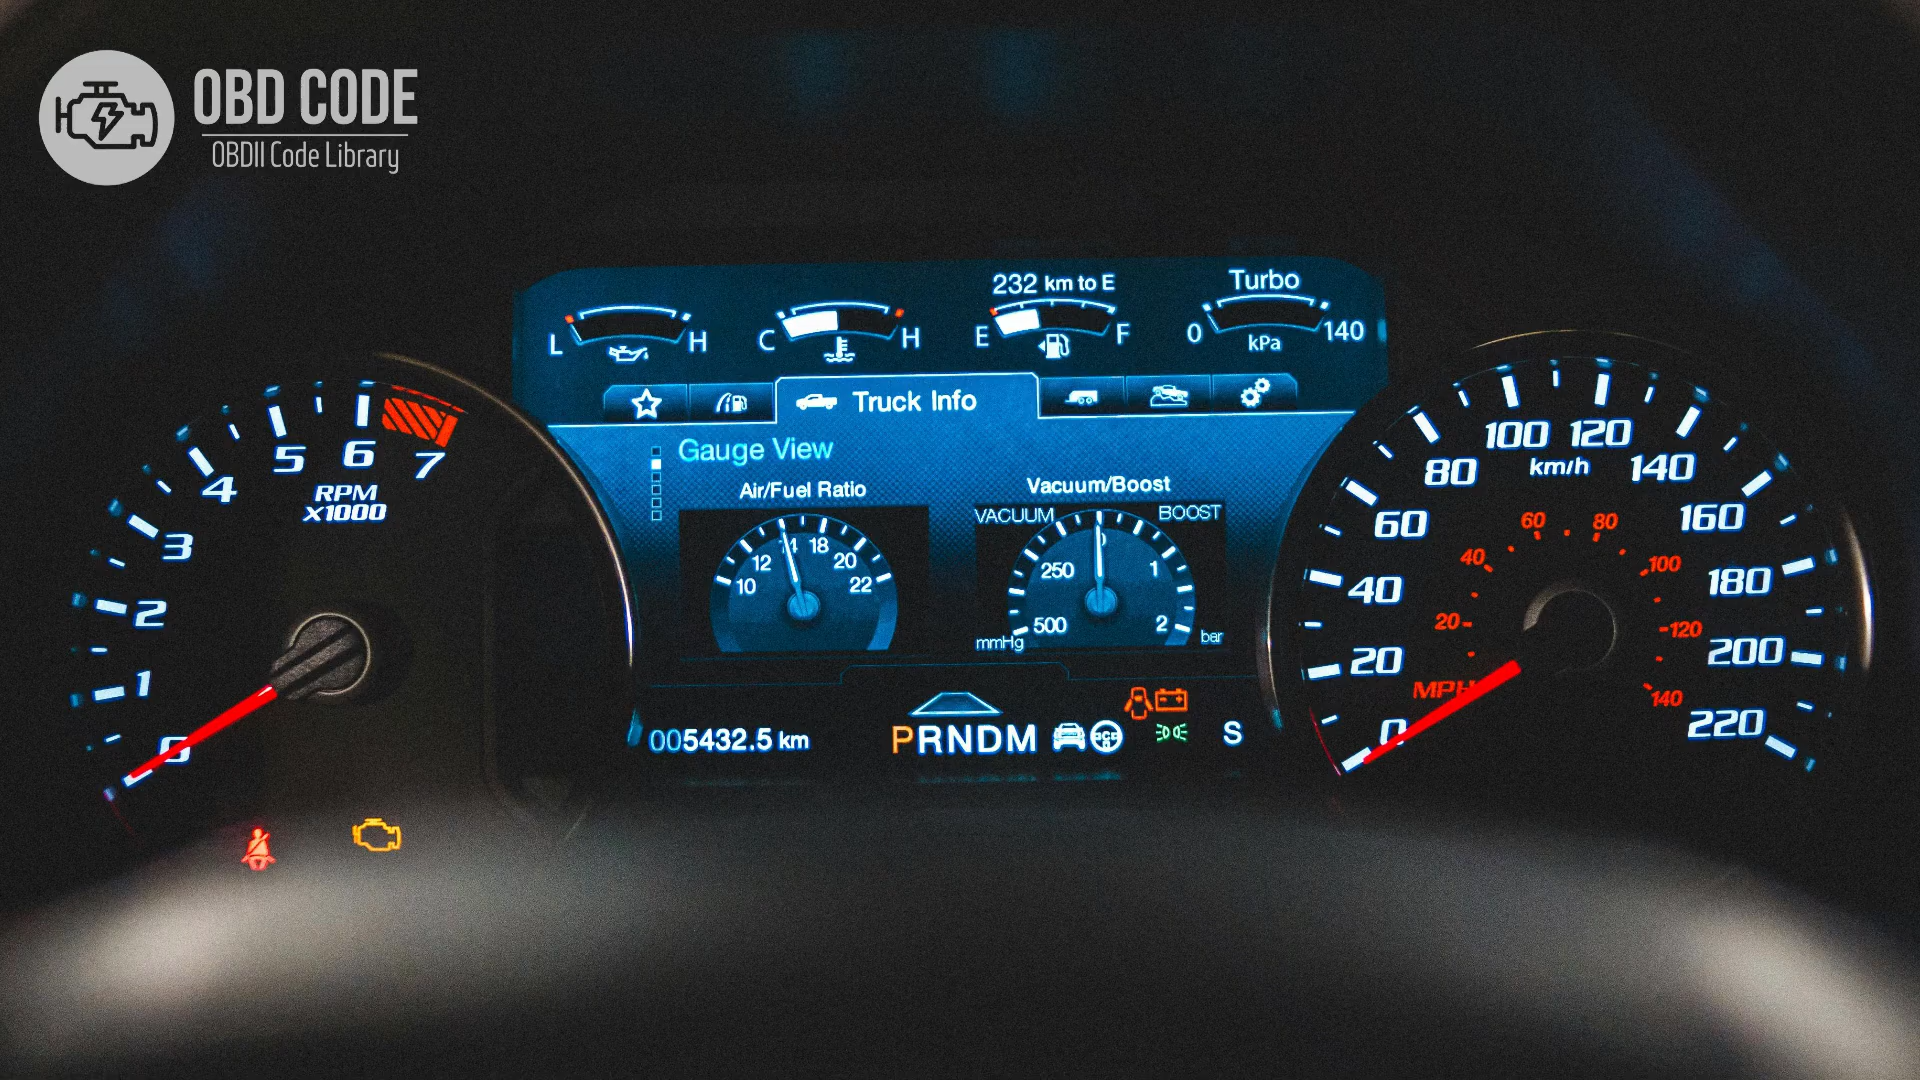 OBD CODE
OBDII Code Library
232 km to E
Turbo
L H
C H
E F
0 140
kPa
Truck Info
Gauge View
Air/Fuel Ratio
10 12 14 18 20 22
Vacuum/Boost
VACUUM BOOST
500 250 0 1 2
mmHg bar
0 1 2 3 4 5 6 7
RPM
X1000
0 20 40 60 80 100 120 140 160 180 200 220
km/h
20 40 60 80 100 120 140
MPH
005432.5 km
PRNDM
S